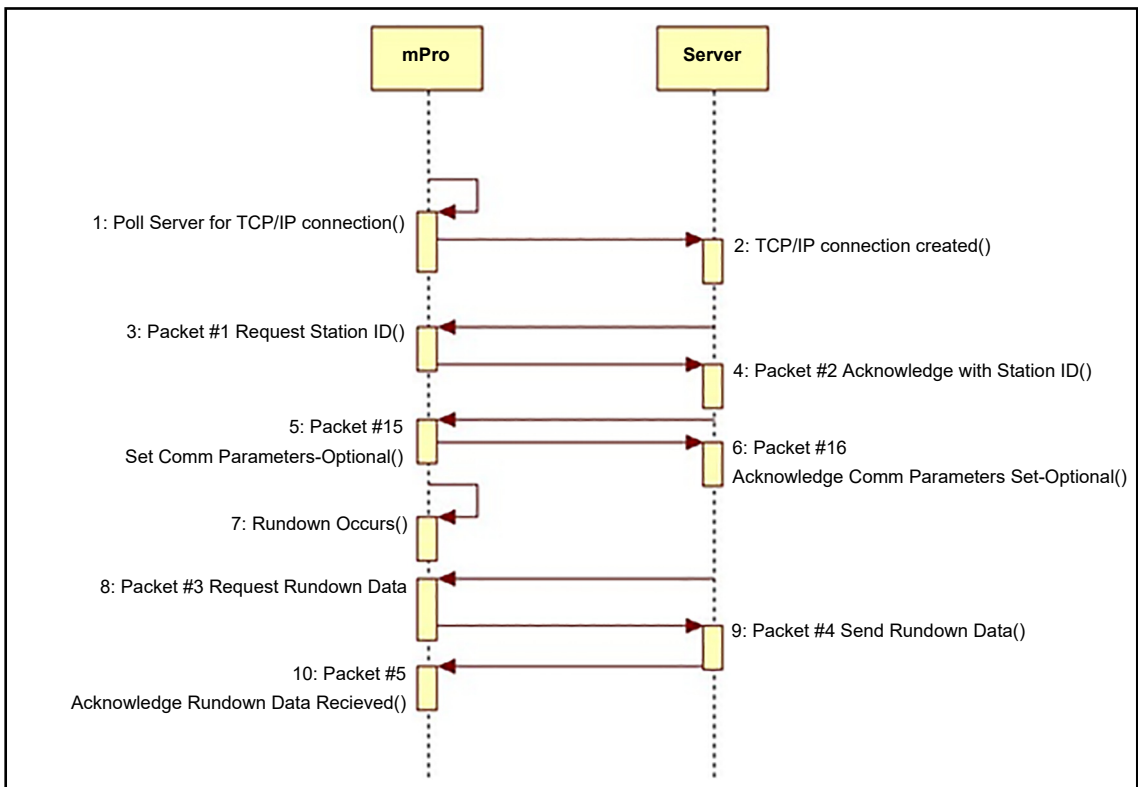 mPro
Server
1: Poll Server for TCP/IP connection()
2: TCP/IP connection created()
3: Packet #1 Request Station ID()
4: Packet #2 Acknowledge with Station ID()
5: Packet #15
Set Comm Parameters-Optional()
6: Packet #16
Acknowledge Comm Parameters Set-Optional()
7: Rundown Occurs()
8: Packet #3 Request Rundown Data
9: Packet #4 Send Rundown Data()
10: Packet #5
Acknowledge Rundown Data Recieved()